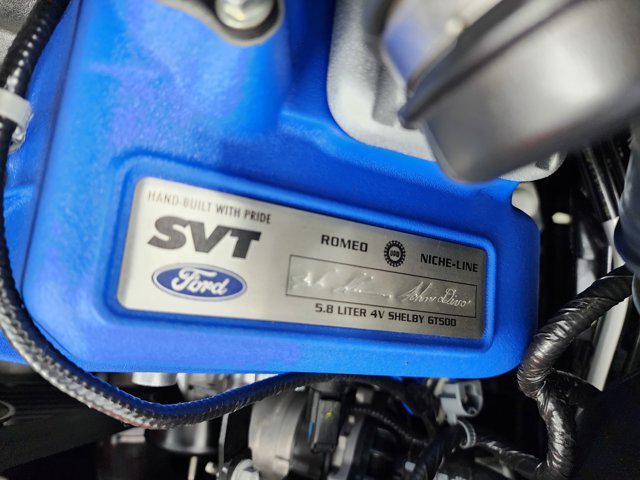 HAND-BUILT WITH PRIDE
SVT
Ford
ROMEO
NICHE-LINE
5.8 LITER 4V SHELBY GT500